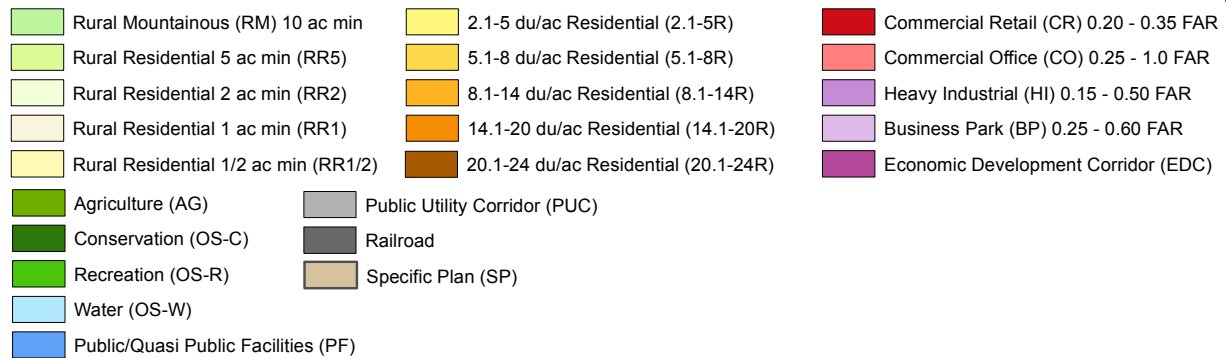 Rural Mountainous (RM) 10 ac min
Rural Residential 5 ac min (RR5)
Rural Residential 2 ac min (RR2)
Rural Residential 1 ac min (RR1)
Rural Residential 1/2 ac min (RR1/2)
2.1-5 du/ac Residential (2.1-5R)
5.1-8 du/ac Residential (5.1-8R)
8.1-14 du/ac Residential (8.1-14R)
14.1-20 du/ac Residential (14.1-20R)
20.1-24 du/ac Residential (20.1-24R)
Commercial Retail (CR) 0.20 - 0.35 FAR
Commercial Office (CO) 0.25 - 1.0 FAR
Heavy Industrial (HI) 0.15 - 0.50 FAR
Business Park (BP) 0.25 - 0.60 FAR
Economic Development Corridor (EDC)
Agriculture (AG)
Conservation (OS-C)
Recreation (OS-R)
Water (OS-W)
Public/Quasi Public Facilities (PF)
Public Utility Corridor (PUC)
Railroad
Specific Plan (SP)